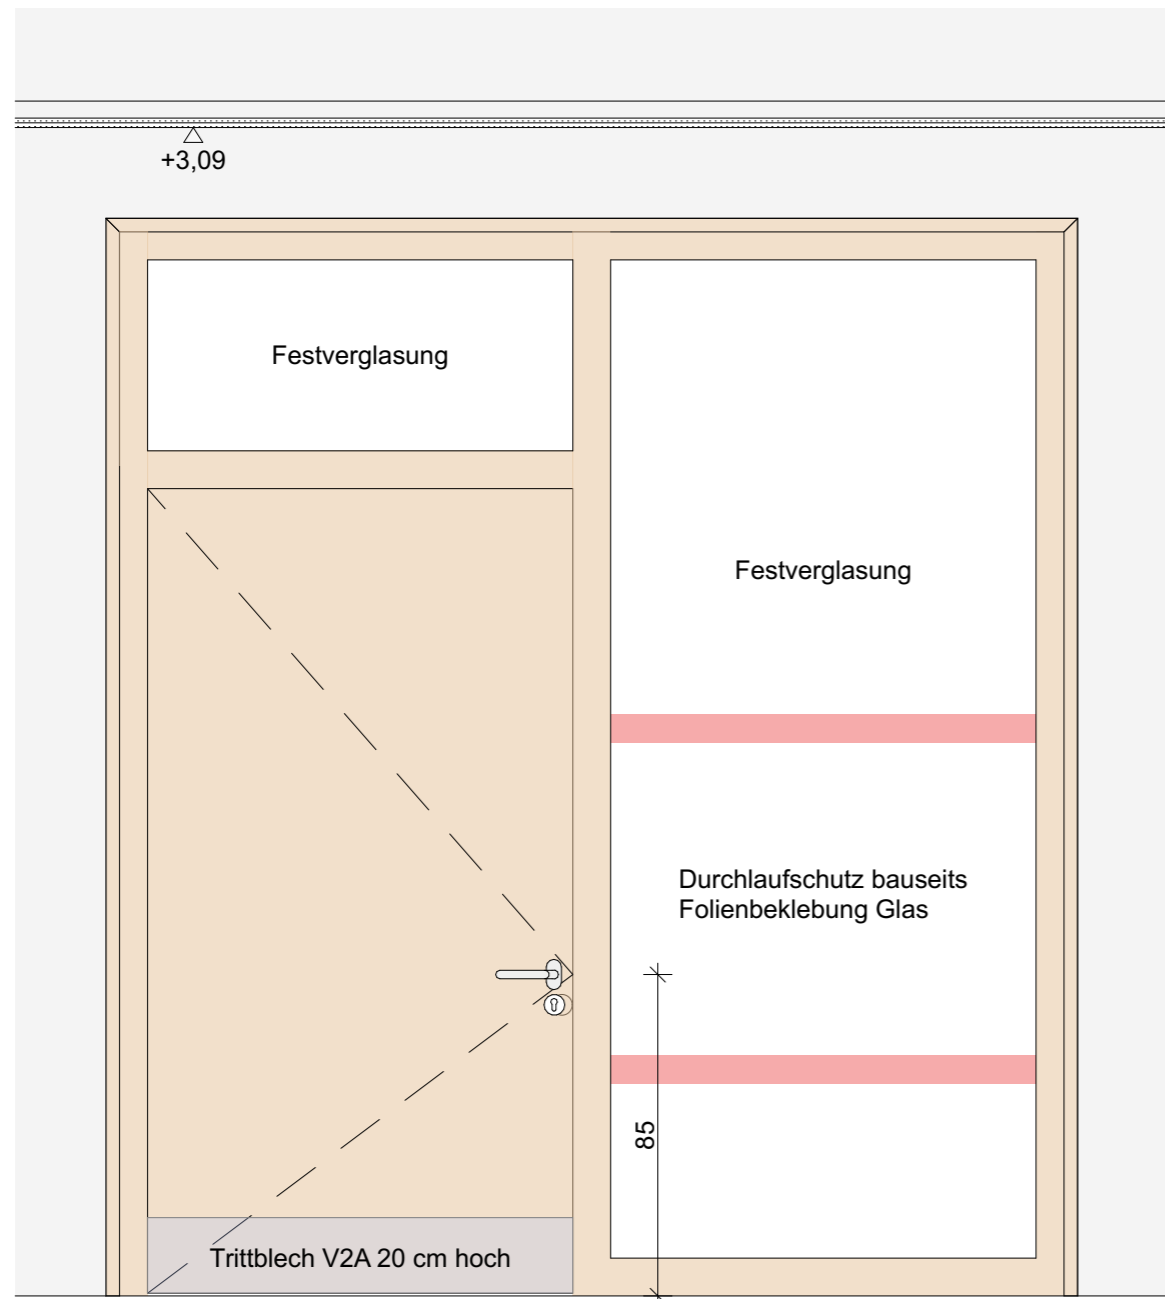 +3,09
Festverglasung
Festverglasung
Durchlaufschutz bauseits
Folienbeklebung Glas
85
Trittblech V2A 20 cm hoch